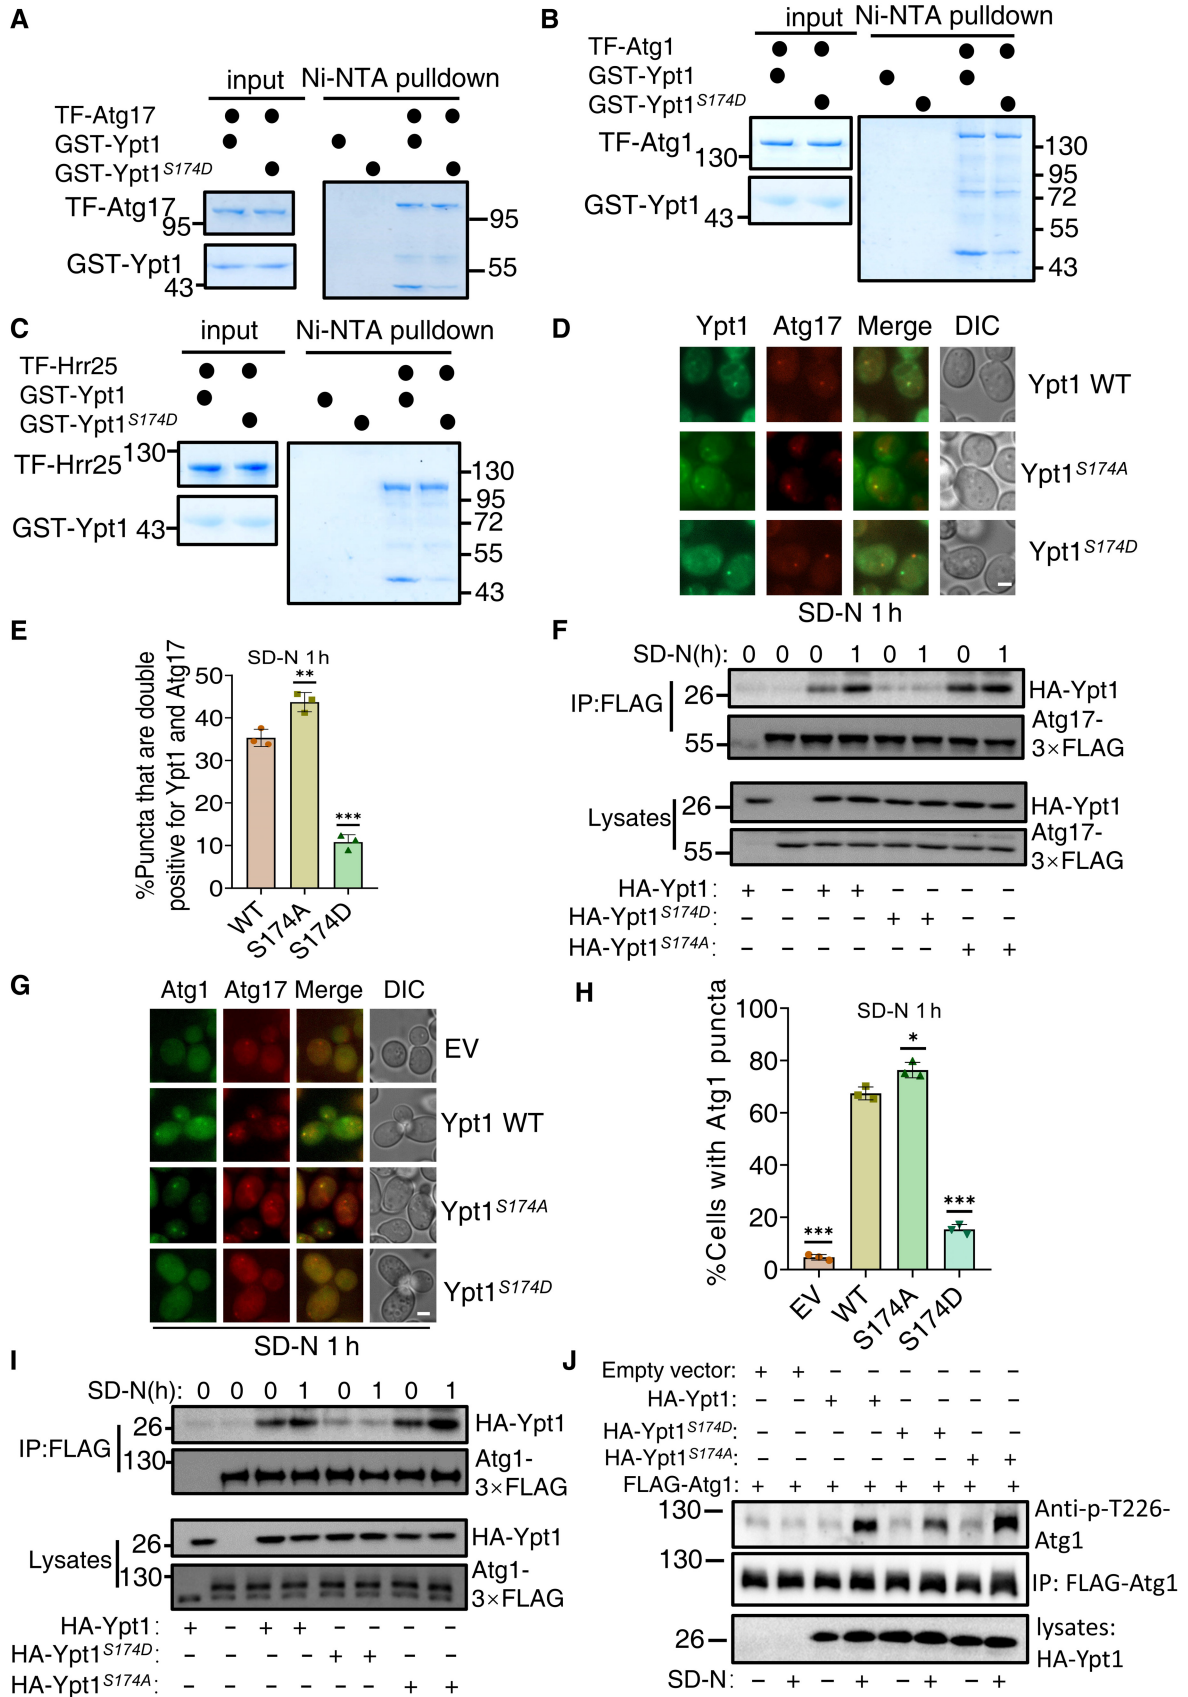 A
input
Ni-NTA pulldown
TF-Atg17
GST-Ypt1
GST-Ypt1S174D
TF-Atg17
95
GST-Ypt1
43
95
55
B
input
Ni-NTA pulldown
TF-Atg1
GST-Ypt1
GST-Ypt1S174D
TF-Atg1
130
GST-Ypt1
43
130
95
72
55
43
C
input
Ni-NTA pulldown
TF-Hrr25
GST-Ypt1
GST-Ypt1S174D
TF-Hrr25
130
GST-Ypt1
43
130
95
72
55
43
D
Ypt1 Atg17 Merge DIC
Ypt1 WT
Ypt1S174A
Ypt1S174D
SD-N 1h
E
%Puncta that are double
positive for Ypt1 and Atg17
SD-N 1h
50
40
30
20
10
0
**
***
WT
S174A
S174D
F
SD-N(h): 0 0 0 1 0 1 0 1
IP:FLAG
26
HA-Ypt1
55
Atg17-
3×FLAG
Lysates
26
HA-Ypt1
55
Atg17-
3×FLAG
HA-Ypt1: + − + + − − − −
HA-Ypt1S174D: − − − − + + − −
HA-Ypt1S174A: − − − − − − + +
G
Atg1 Atg17 Merge DIC
EV
Ypt1 WT
Ypt1S174A
Ypt1S174D
SD-N 1h
H
%Cells with Atg1 puncta
SD-N 1h
100
80
60
40
20
0
***
*
***
EV
WT
S174A
S174D
I
SD-N(h): 0 0 0 1 0 1 0 1
IP:FLAG
26
HA-Ypt1
130
Atg1-
3×FLAG
Lysates
26
HA-Ypt1
130
Atg1-
3×FLAG
HA-Ypt1: + − + + − − − −
HA-Ypt1S174D: − − − − + + − −
HA-Ypt1S174A: − − − − − − + +
J
Empty vector: + + − − − − − −
HA-Ypt1: − − + + − − − −
HA-Ypt1S174D: − − − − + + − −
HA-Ypt1S174A: − − − − − − + +
FLAG-Atg1: + + + + + + + +
130
Anti-p-T226-
Atg1
130
IP: FLAG-Atg1
26
lysates:
HA-Ypt1
SD-N: − + − + − + − +